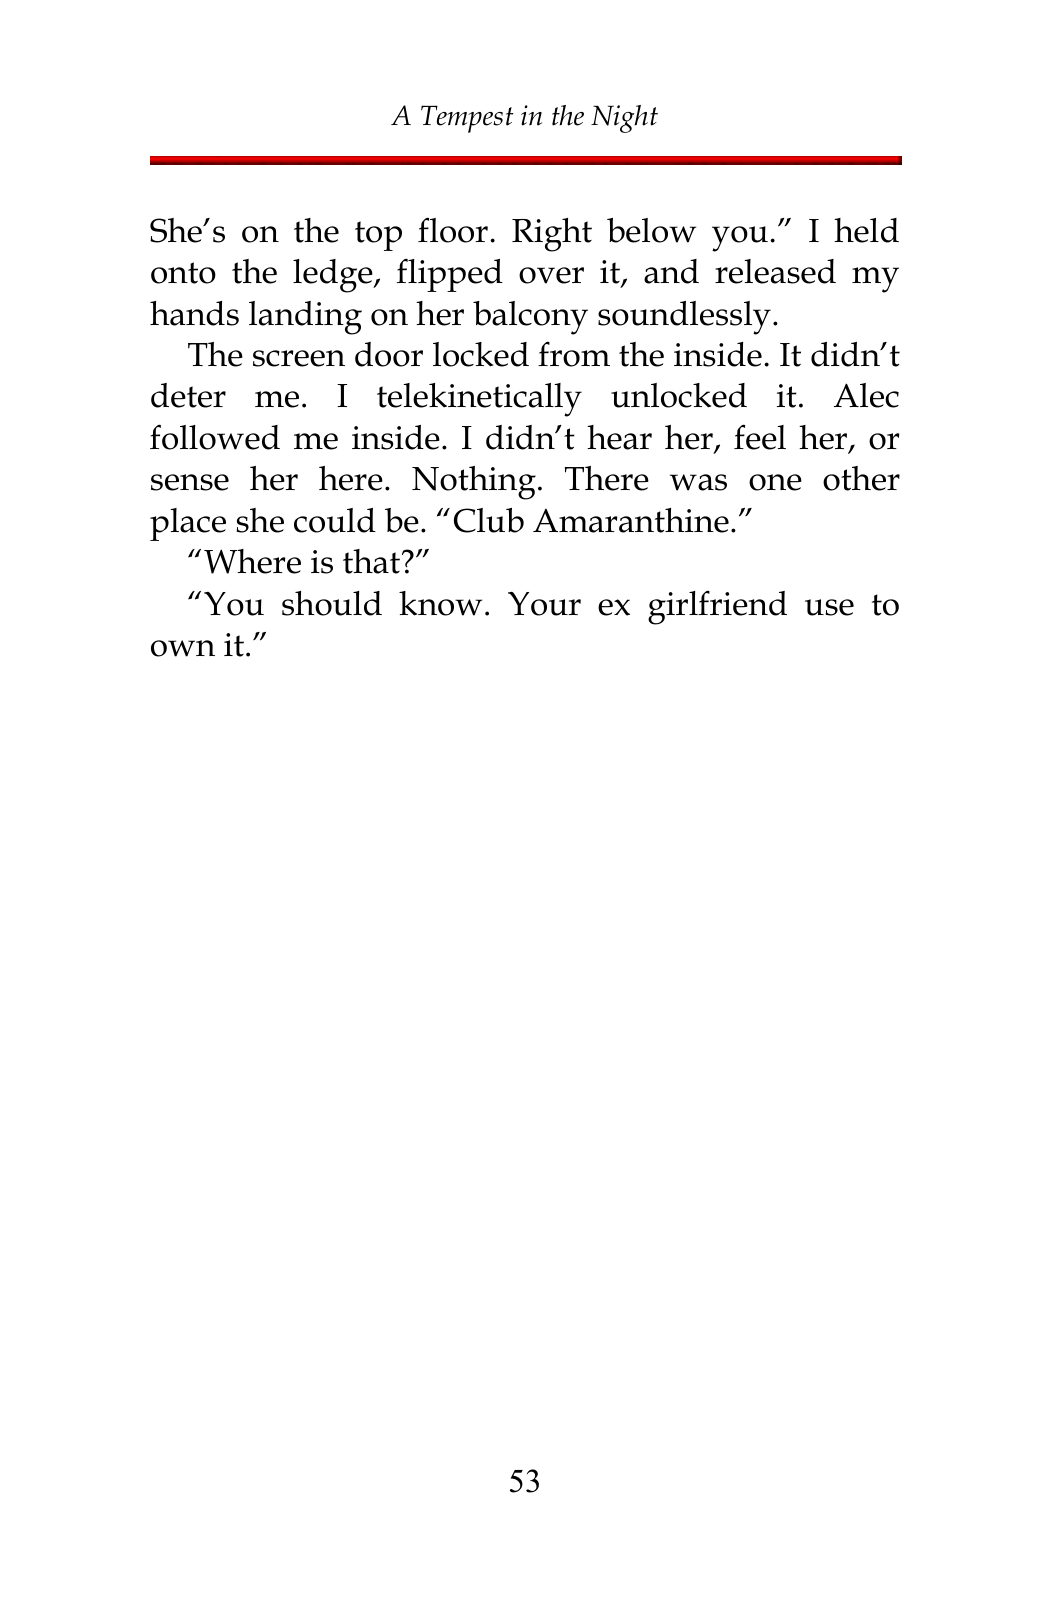 A Tempest in the Night
She’s on the top floor. Right below you.” I held
onto the ledge, flipped over it, and released my
hands landing on her balcony soundlessly.
The screen door locked from the inside. It didn’t
deter me. I telekinetically unlocked it. Alec
followed me inside. I didn’t hear her, feel her, or
sense her here. Nothing. There was one other
place she could be. “Club Amaranthine.”
“Where is that?”
“You should know. Your ex girlfriend use to
own it.”
53